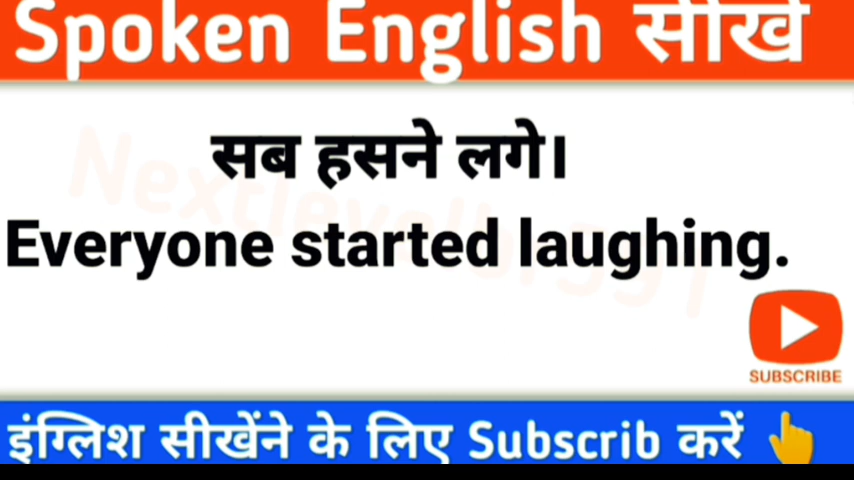 Spoken English सीखें
सब हसने लगे।
Everyone started laughing.
SUBSCRIBE
इंग्लिश सीखेंने के लिए Subscrib करें